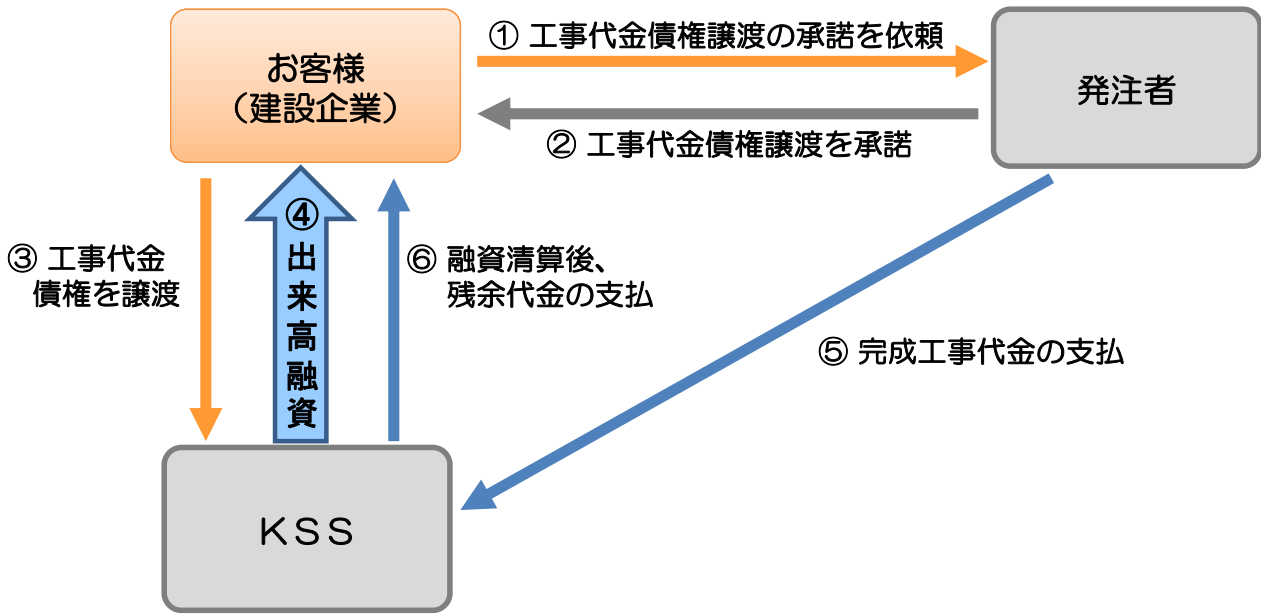 ① 工事代金債権譲渡の承諾を依頼
お客様
(建設企業)
発注者
② 工事代金債権譲渡を承諾
③ 工事代金
債権を譲渡
④出来高融資
⑥ 融資清算後、
残余代金の支払
⑤ 完成工事代金の支払
KSS